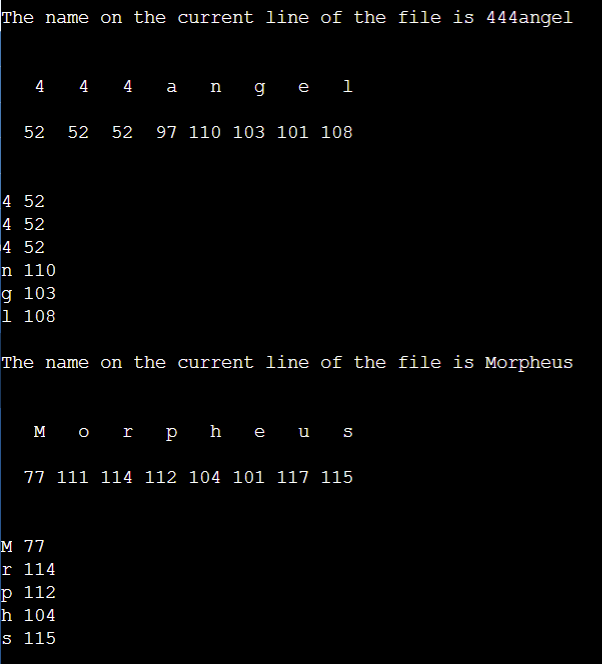 The name on the current line of the file is 444angel
4 4 4 a n g e l
52 52 52 97 110 103 101 108
4 52
4 52
4 52
n 110
g 103
l 108
The name on the current line of the file is Morpheus
M o r p h e u s
77 111 114 112 104 101 117 115
M 77
r 114
p 112
h 104
s 115